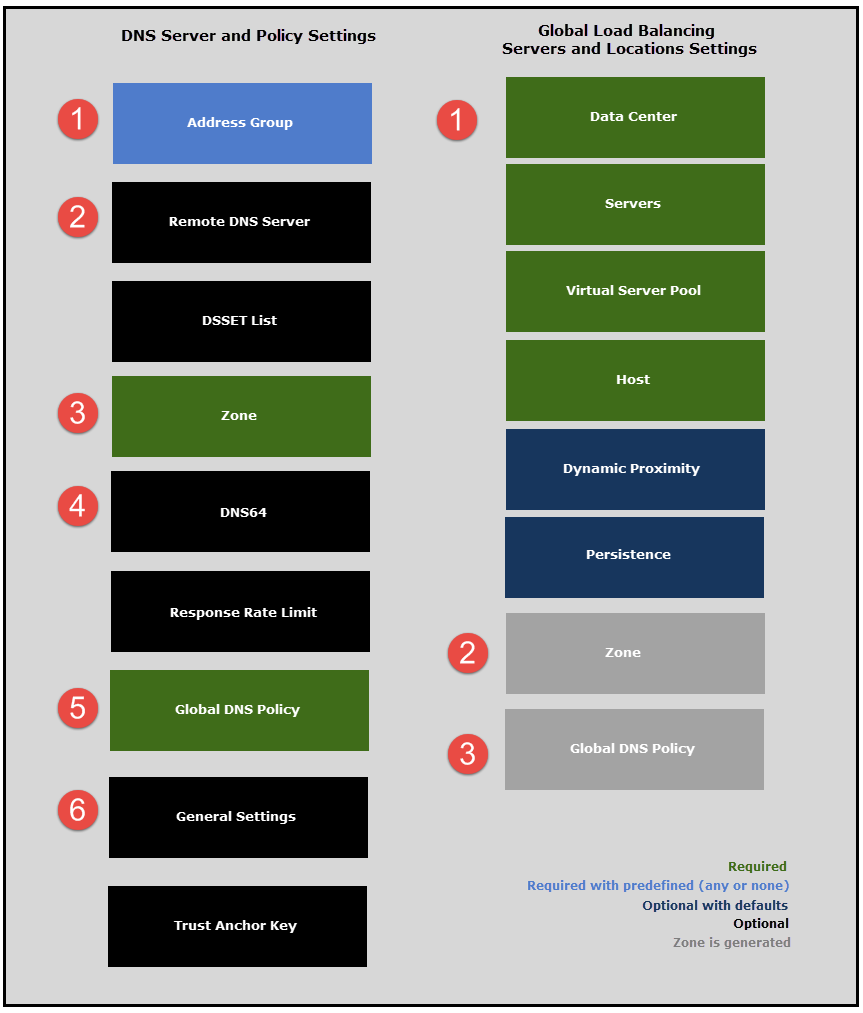 DNS Server and Policy Settings
1
Address Group
2
Remote DNS Server
DSSET List
3
Zone
4
DNS64
Response Rate Limit
5
Global DNS Policy
6
General Settings
Trust Anchor Key
Global Load Balancing
Servers and Locations Settings
1
Data Center
Servers
Virtual Server Pool
Host
Dynamic Proximity
Persistence
2
Zone
3
Global DNS Policy
Required
Required with predefined (any or none)
Optional with defaults
Optional
Zone is generated